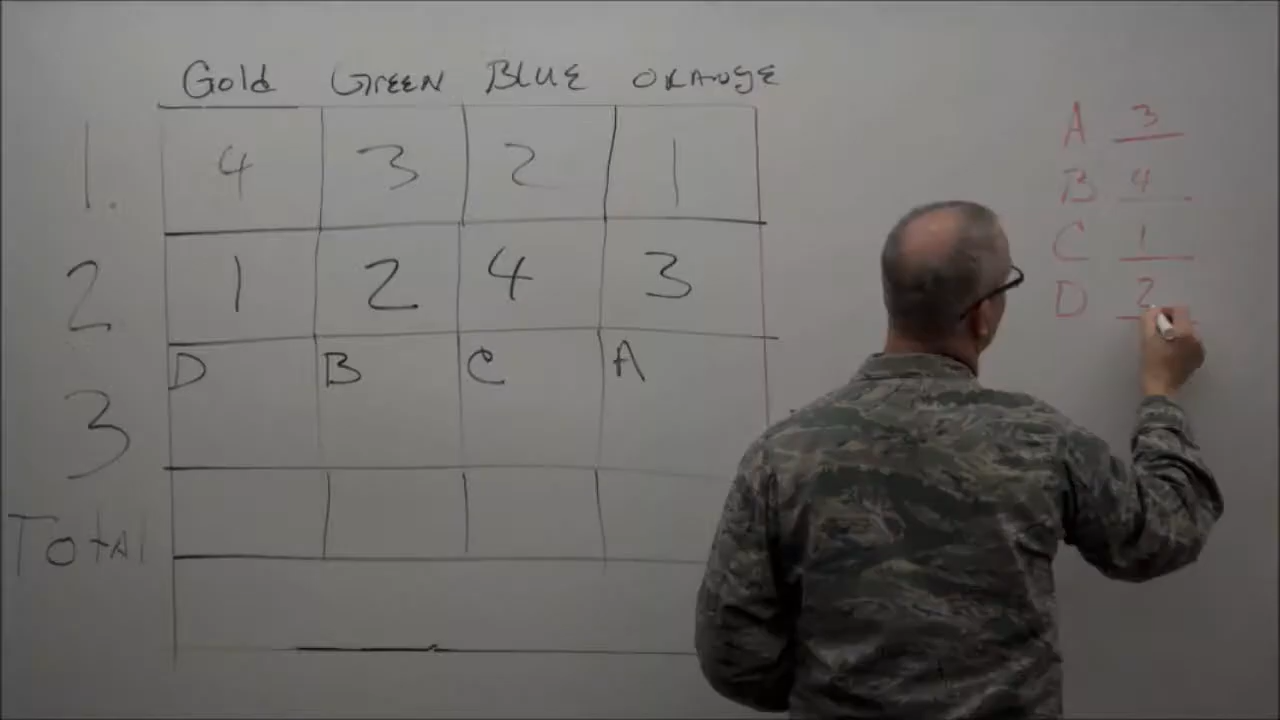 Gold GREEN BLUE ORANGE
1. 4 3 2 1
2 1 2 4 3
D B C A
3
Total
A 3
B 4
C 1
D 2